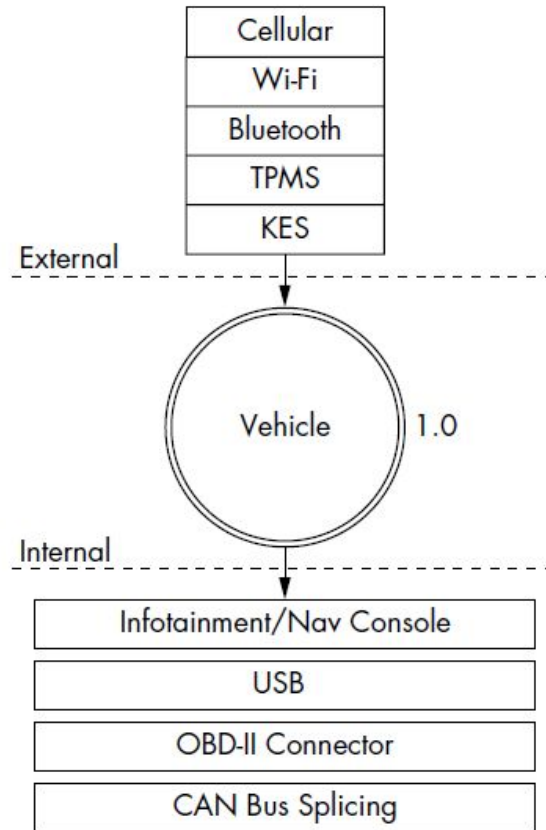 Cellular
Wi-Fi
Bluetooth
TPMS
KES
External
Vehicle 1.0
Internal
Infotainment/Nav Console
USB
OBD-II Connector
CAN Bus Splicing